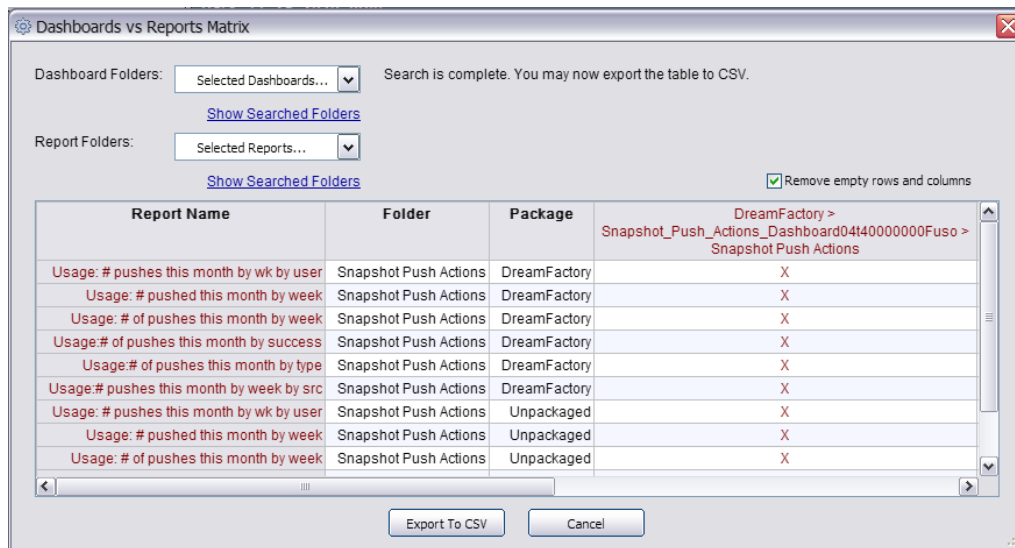 Dashboards vs Reports Matrix
Dashboard Folders: Selected Dashboards... Search is complete. You may now export the table to CSV.
Show Searched Folders
Report Folders: Selected Reports...
Show Searched Folders Remove empty rows and columns
Report Name Folder Package DreamFactory >
Snapshot_Push_Actions_Dashboard04t40000000Fuso >
Snapshot Push Actions
Usage: # pushes this month by wk by user Snapshot Push Actions DreamFactory X
Usage: # pushed this month by week Snapshot Push Actions DreamFactory X
Usage: # of pushes this month by week Snapshot Push Actions DreamFactory X
Usage:# of pushes this month by success Snapshot Push Actions DreamFactory X
Usage:# of pushes this month by type Snapshot Push Actions DreamFactory X
Usage:# pushes this month by week by src Snapshot Push Actions DreamFactory X
Usage: # pushes this month by wk by user Snapshot Push Actions Unpackaged X
Usage: # pushed this month by week Snapshot Push Actions Unpackaged X
Usage: # of pushes this month by week Snapshot Push Actions Unpackaged X
Export To CSV Cancel